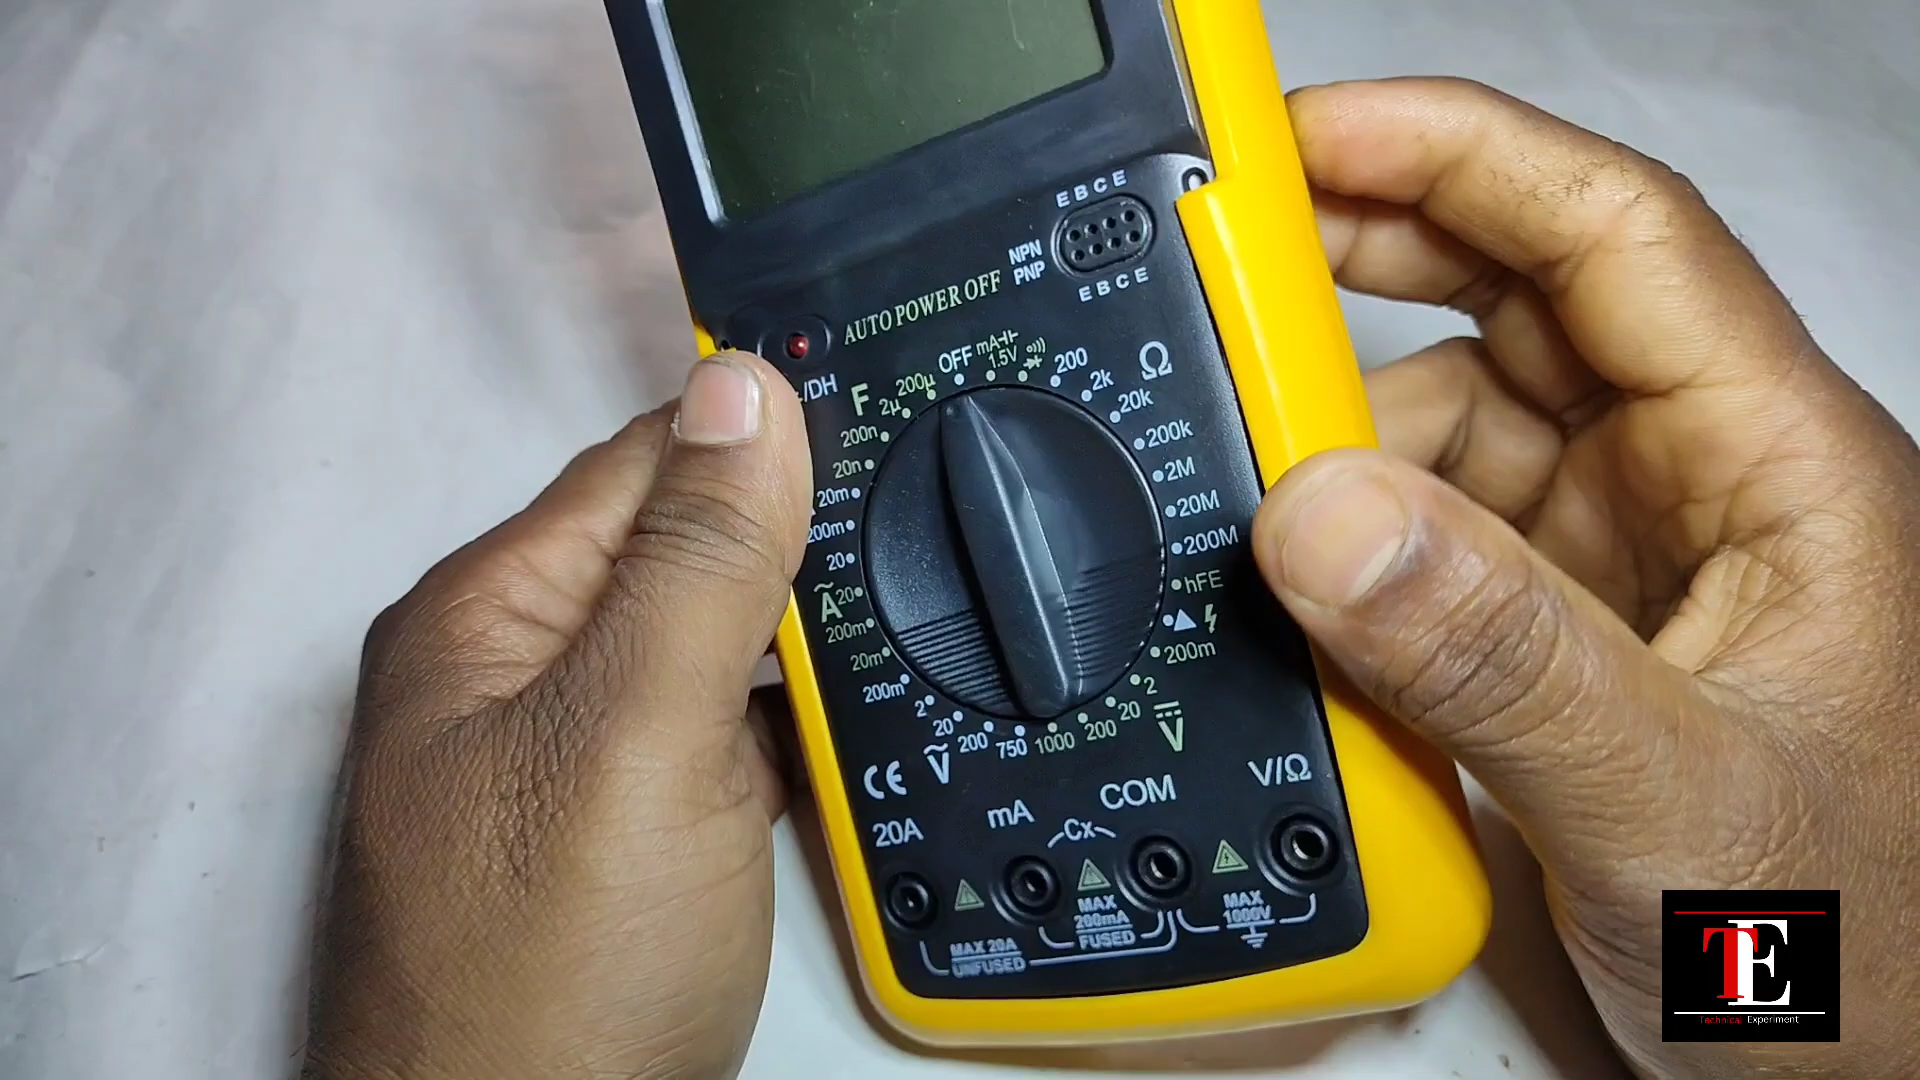 E B C E
NPN
PNP
E B C E
AUTO POWER OFF
/DH
F
200µ
OFF
mA
1.5V
200
Ω
2µ
2k
20k
200n
200k
20n
2M
20m
20M
200m
200M
20
hFE
Ã
20
200m
200m
20m
2
200m
20
V
2
200
20
1000
200
750
Ṽ
CE
V/Ω
COM
mA
20A
Cx
MAX
200mA
FUSED
MAX
1000V
MAX 20A
UNFUSED
TE
Technical Experiment